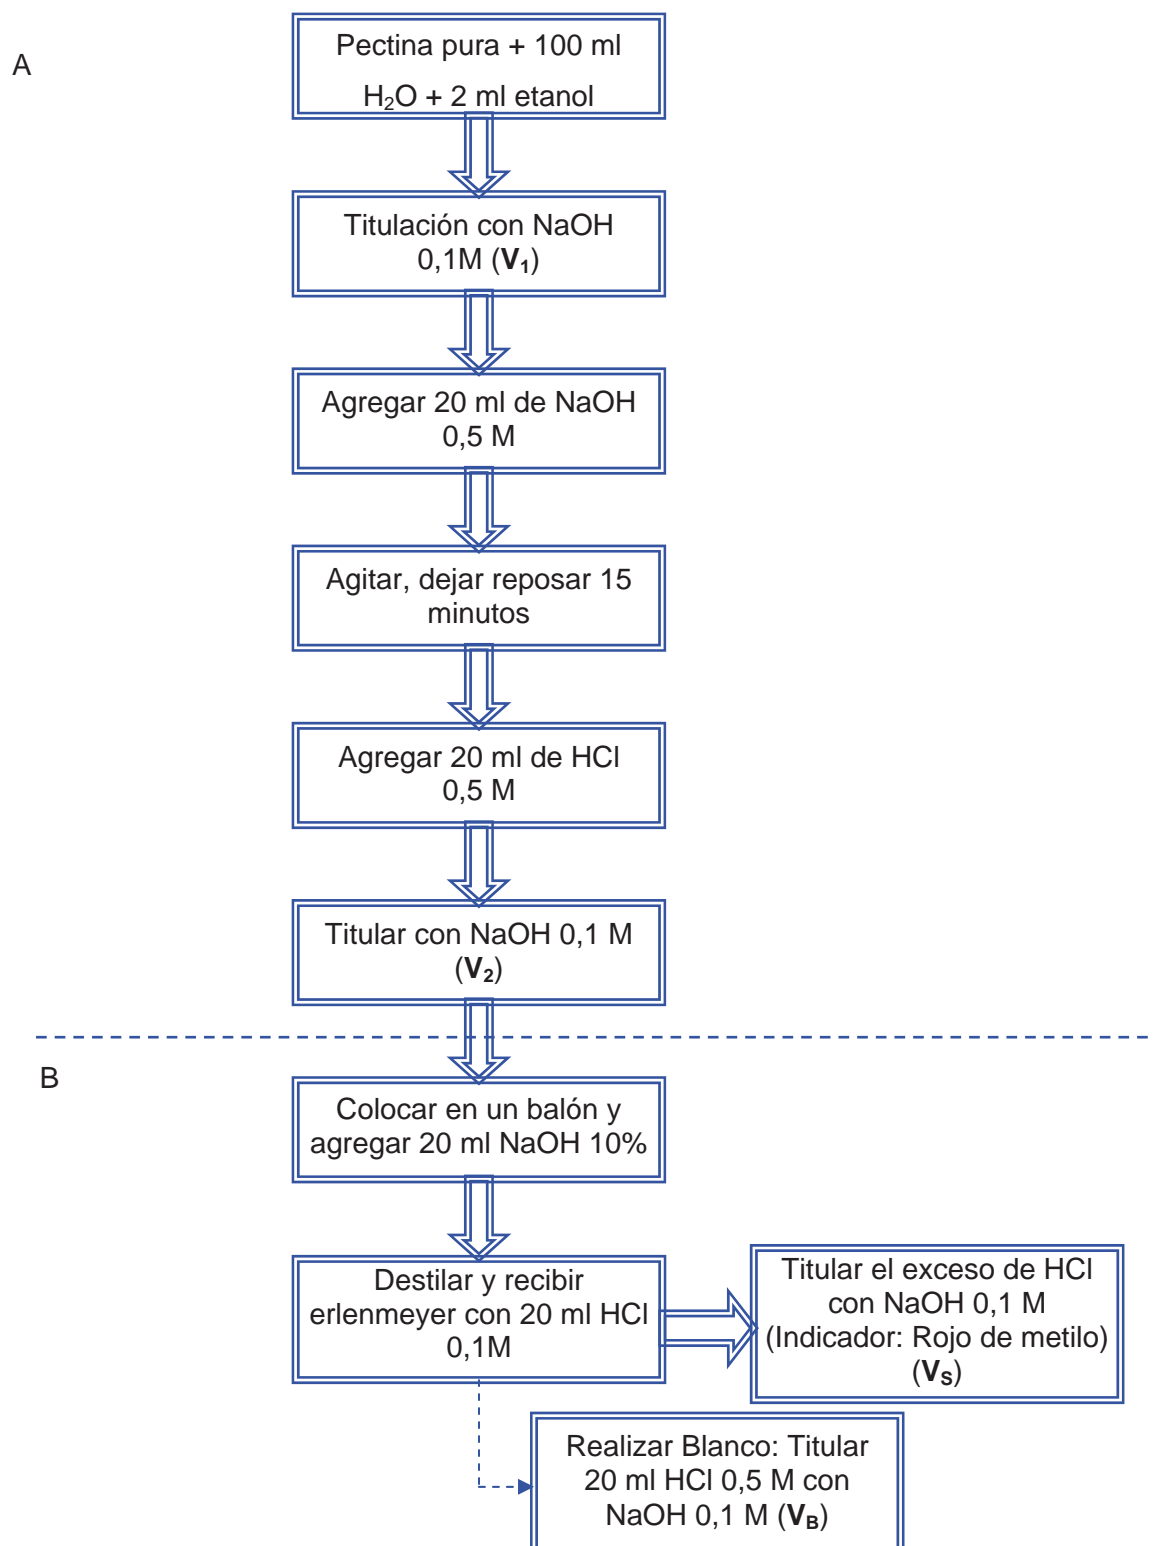 A
Pectina pura + 100 ml
H₂O + 2 ml etanol
Titulación con NaOH
0,1M (V₁)
Agregar 20 ml de NaOH
0,5 M
Agitar, dejar reposar 15
minutos
Agregar 20 ml de HCl
0,5 M
Titular con NaOH 0,1 M
(V₂)
B
Colocar en un balón y
agregar 20 ml NaOH 10%
Destilar y recibir
erlenmeyer con 20 ml HCl
0,1M
Titular el exceso de HCl
con NaOH 0,1 M
(Indicador: Rojo de metilo)
(V_S)
Realizar Blanco: Titular
20 ml HCl 0,5 M con
NaOH 0,1 M (V_B)